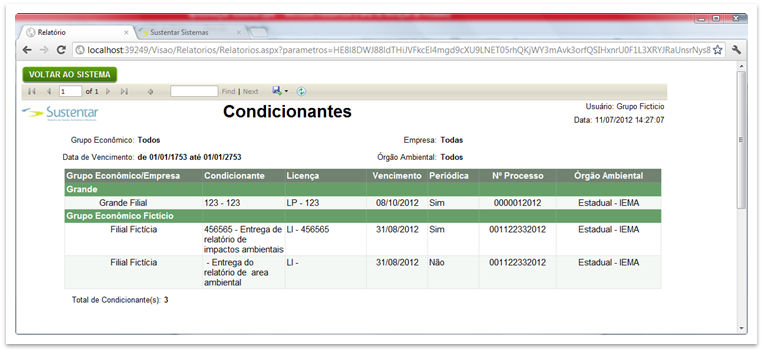 Relatório
Sustentar Sistemas
localhost:39249/Visao/Relatorios/Relatorios.aspx?parametros=HE8I8DWJ88IdTHiJVFkcEl4mgd9cXU9LNET05rhQKjWY3mAvk3orfQSIHxnrU0F1L3XRYJRaUnsrNys8
VOLTAR AO SISTEMA
1 of 1 Find | Next
Sustentar
Condicionantes
Usuário: Grupo Ficticio
Data: 11/07/2012 14:27:07
Grupo Econômico: Todos Empresa: Todas
Data de Vencimento: de 01/01/1753 até 01/01/2753 Órgão Ambiental: Todos
Grupo Econômico/Empresa Condicionante Licença Vencimento Periódica Nº Processo Órgão Ambiental
Grande
Grande Filial 123 - 123 LP - 123 08/10/2012 Sim 0000012012 Estadual - IEMA
Grupo Econômico Ficticio
Filial Fictícia 456565 - Entrega de LI - 456565 31/08/2012 Sim 001122332012 Estadual - IEMA
relatório de
impactos ambientais
Filial Fictícia - Entrega do LI - 31/08/2012 Não 001122332012 Estadual - IEMA
relatório de area
ambiental
Total de Condicionante(s): 3